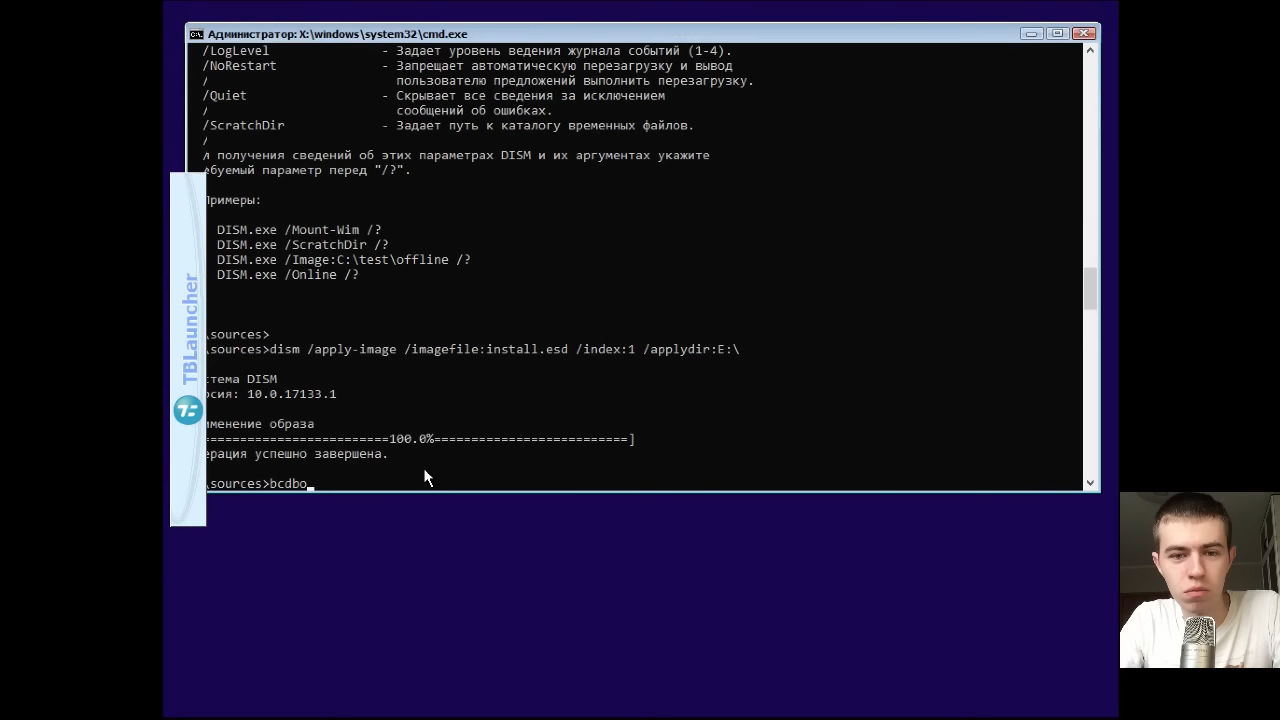 Администратор: X:\windows\system32\cmd.exe
/LogLevel - Задает уровень ведения журнала событий (1-4).
/NoRestart - Запрещает автоматическую перезагрузку и вывод
/ пользователю предложений выполнить перезагрузку.
/Quiet - Скрывает все сведения за исключением
/ сообщений об ошибках.
/ScratchDir - Задает путь к каталогу временных файлов.
/
я получения сведений об этих параметрах DISM и их аргументах укажите
ебуемый параметр перед "/?".
Примеры:
DISM.exe /Mount-Wim /?
DISM.exe /ScratchDir /?
DISM.exe /Image:C:\test\offline /?
DISM.exe /Online /?
\sources>
\sources>dism /apply-image /imagefile:install.esd /index:1 /applydir:E:\
стема DISM
рсия: 10.0.17133.1
именение образа
=========================100.0%==========================]
ерация успешно завершена.
\sources>bcdbo_
TBLauncher